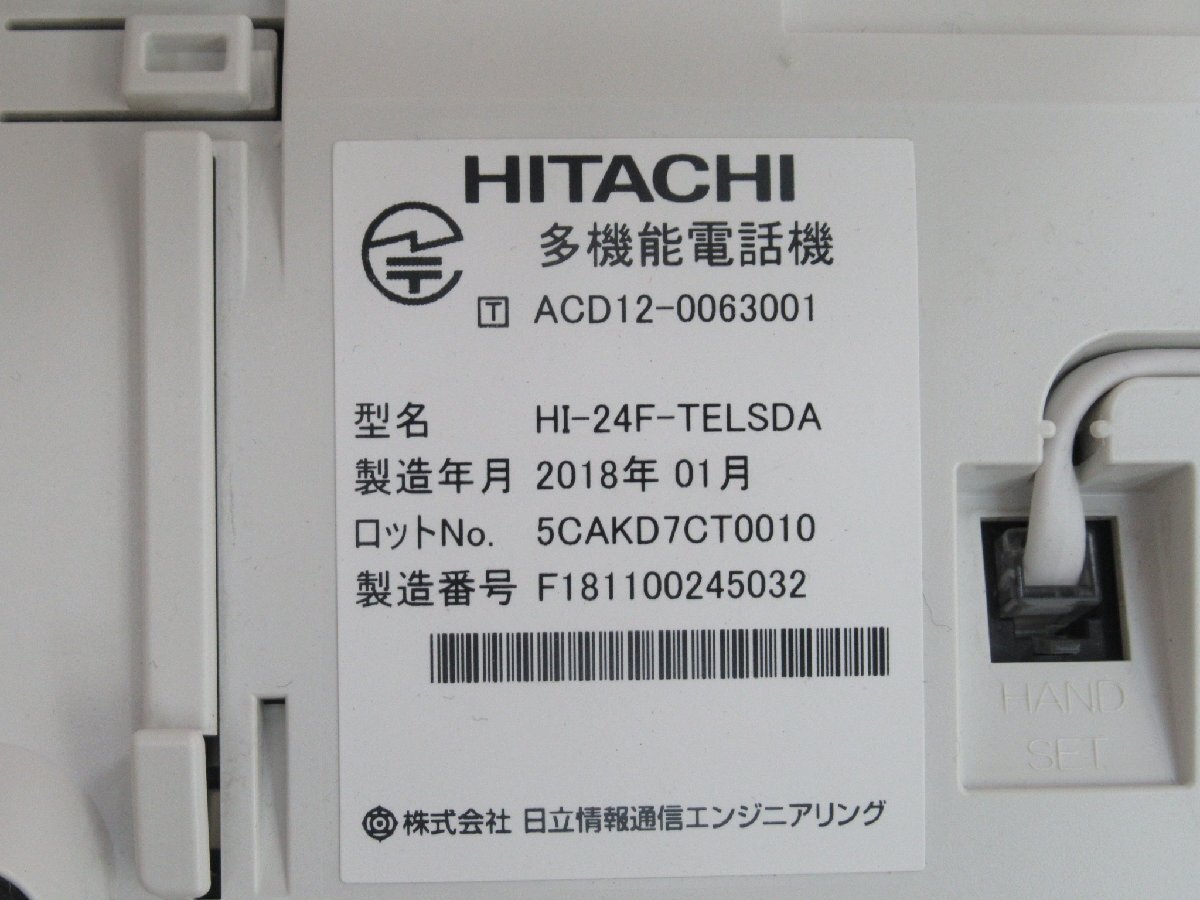 HITACHI
多機能電話機
T ACD12-0063001
型名 HI-24F-TELSDA
製造年月 2018年 01月
ロットNo. 5CAKD7CT0010
製造番号 F181100245032
株式会社 日立情報通信エンジニアリング
HAND
SET